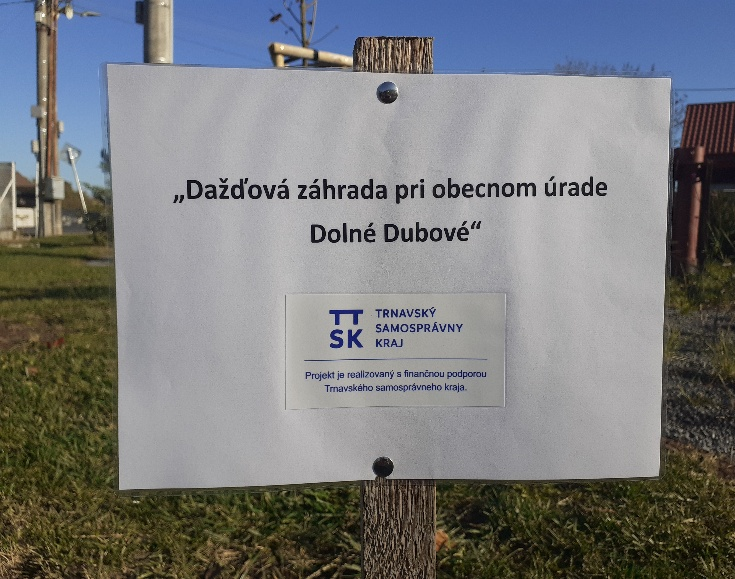 „Dažďová záhrada pri obecnom úrade
Dolné Dubové“
TT
SK
TRNAVSKÝ
SAMOSPRÁVNY
KRAJ
Projekt je realizovaný s finančnou podporou
Trnavského samosprávneho kraja.